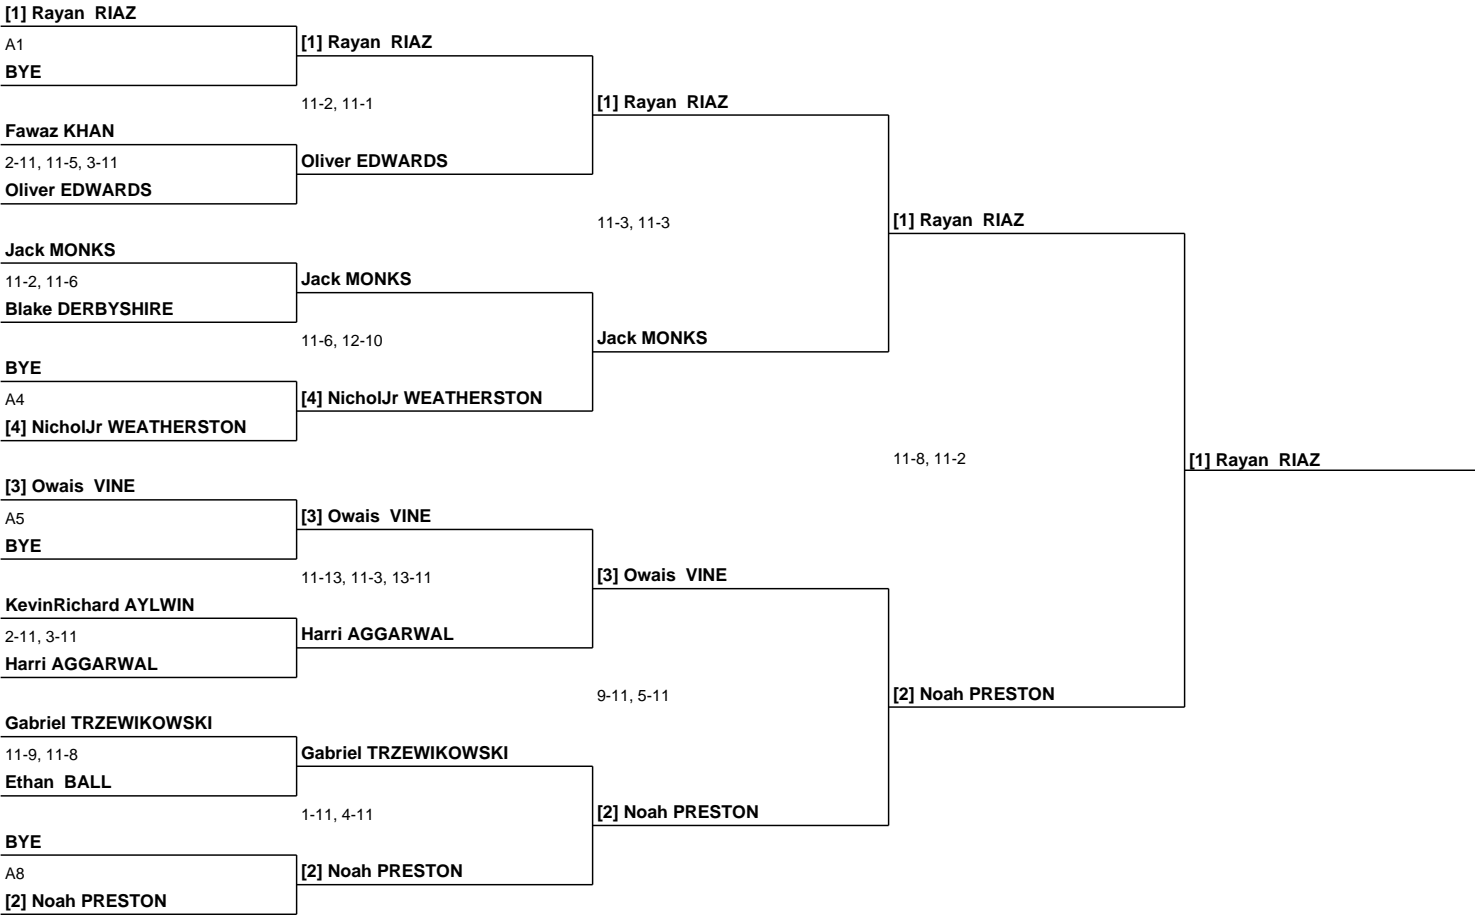 [1] Rayan  RIAZ
A1
BYE
[1] Rayan  RIAZ
11-2, 11-1
Fawaz KHAN
2-11, 11-5, 3-11
Oliver EDWARDS
Oliver EDWARDS
[1] Rayan  RIAZ
11-3, 11-3
Jack MONKS
11-2, 11-6
Blake DERBYSHIRE
Jack MONKS
11-6, 12-10
BYE
A4
[4] NicholJr WEATHERSTON
[4] NicholJr WEATHERSTON
Jack MONKS
[1] Rayan  RIAZ
11-8, 11-2
[1] Rayan  RIAZ
[3] Owais  VINE
A5
BYE
[3] Owais  VINE
11-13, 11-3, 13-11
KevinRichard AYLWIN
2-11, 3-11
Harri AGGARWAL
Harri AGGARWAL
[3] Owais  VINE
9-11, 5-11
Gabriel TRZEWIKOWSKI
11-9, 11-8
Ethan  BALL
Gabriel TRZEWIKOWSKI
1-11, 4-11
BYE
A8
[2] Noah PRESTON
[2] Noah PRESTON
[2] Noah PRESTON
[2] Noah PRESTON